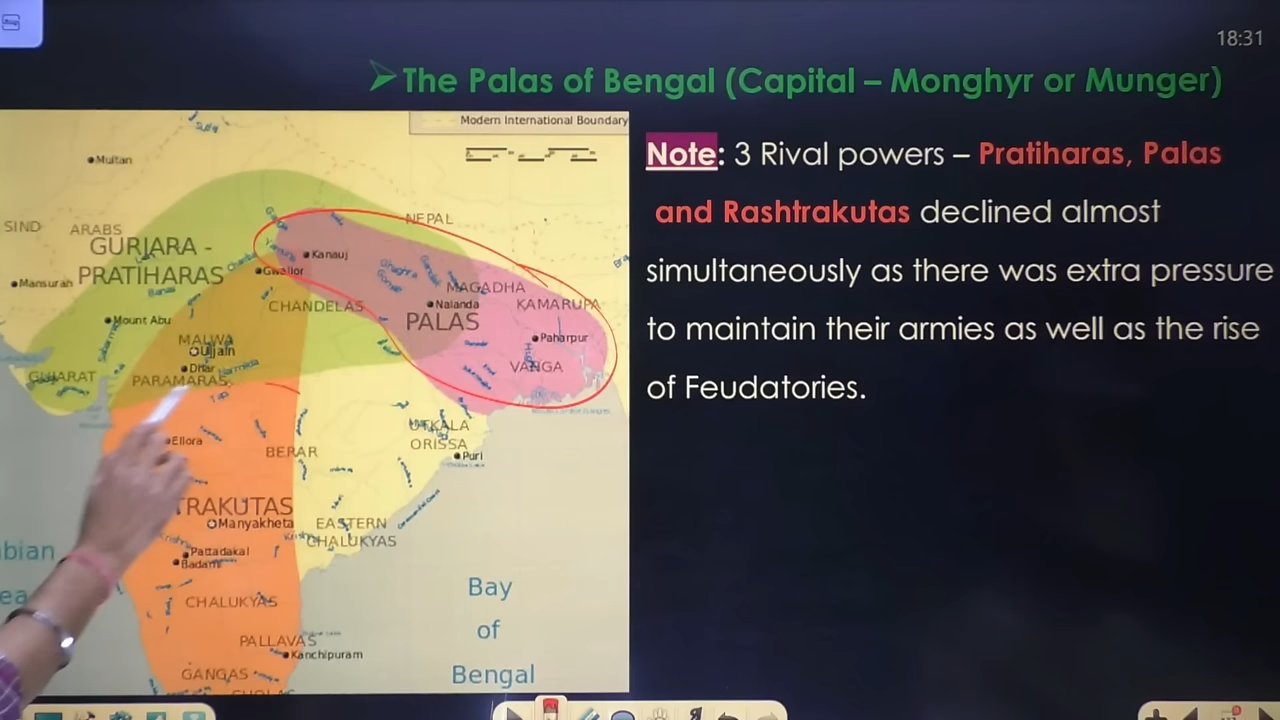 18:31
➢ The Palas of Bengal (Capital – Monghyr or Munger)
Note: 3 Rival powers – Pratiharas, Palas
and Rashtrakutas declined almost
simultaneously as there was extra pressure
to maintain their armies as well as the rise
of Feudatories.
Modern International Boundary
Multan
SIND
ARABS
NEPAL
GURJARA -
PRATIHARAS
Kanauj
Gwalior
Mansurah
MAGADHA
CHANDELAS
Nalanda
KAMARUPA
Mount Abu
PALAS
Paharpur
MALWA
Ujjain
Dhar
VANGA
GUJARAT
PARAMARAS
Narmada
UTKALA
Ellora
BERAR
ORISSA
Puri
TRAKUTAS
Manyakheta
EASTERN
CHALUKYAS
Pattadakal
Badami
bian
ea
Bay
of
Bengal
CHALUKYAS
PALLAVAS
Kanchipuram
GANGAS